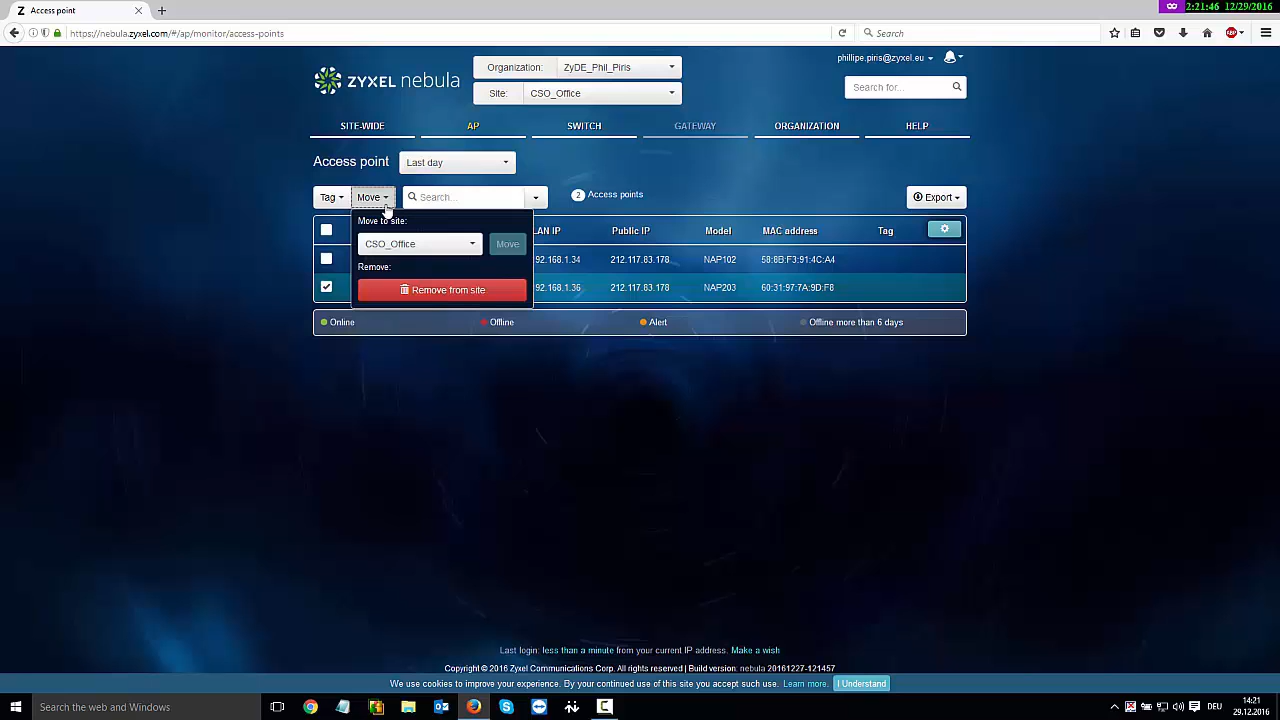 2:21:46 12/29/2016
Access point
https://nebula.zyxel.com/#/ap/monitor/access-points
Search
ABP
ZYXEL nebula
Organization: ZyDE_Phil_Piris
Site: CSO_Office
phillipe.piris@zyxel.eu
Search for...
SITE-WIDE AP SWITCH GATEWAY ORGANIZATION HELP
Access point Last day
Tag Move Search... 2 Access points Export
Move to site:
CSO_Office Move
Remove:
Remove from site
LAN IP Public IP Model MAC address Tag
92.168.1.34 212.117.83.178 NAP102 58:8B:F3:91:4C:A4
92.168.1.36 212.117.83.178 NAP203 60:31:97:7A:9D:F8
Online Offline Alert Offline more than 6 days
Last login: less than a minute from your current IP address. Make a wish
Copyright © 2016 Zyxel Communications Corp. All rights reserved | Build version: nebula 20161227-121457
We use cookies to improve your experience. By your continued use of this site you accept such use. Learn more. I Understand
Search the web and Windows
DEU
14:21
29.12.2016